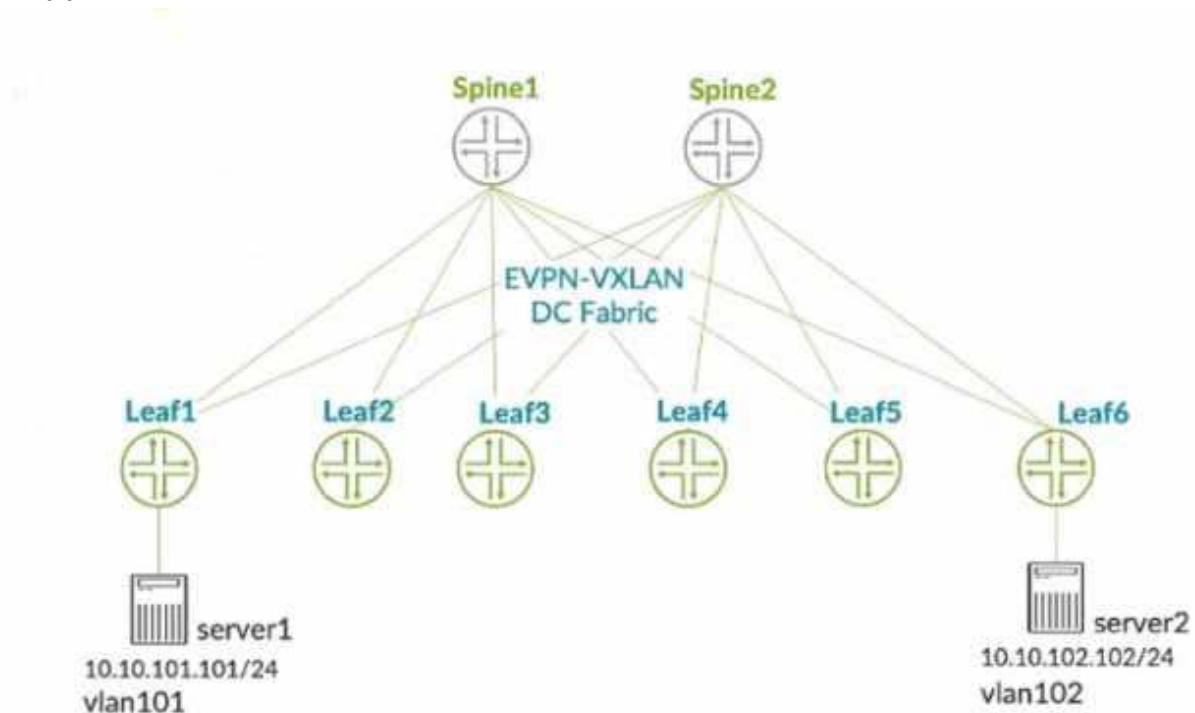 Spine1
Spine2
EVPN-VXLAN
DC Fabric
Leaf1
Leaf2
Leaf3
Leaf4
Leaf5
Leaf6
server1
10.10.101.101/24
vlan101
server2
10.10.102.102/24
vlan102